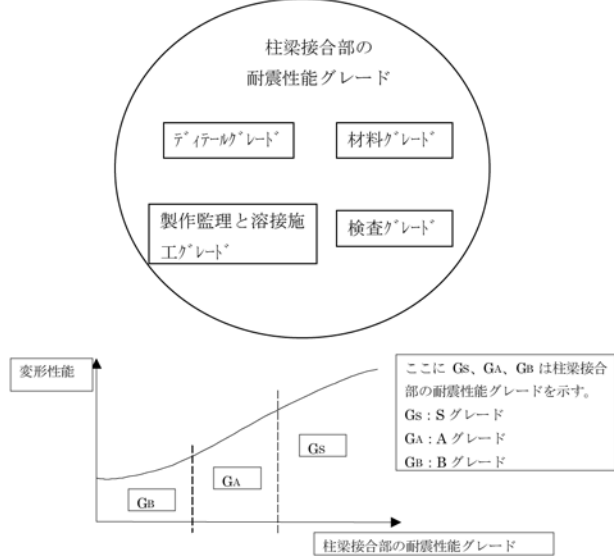 柱梁接合部の
耐震性能グレード
ﾃﾞｨﾃｰﾙｸﾞﾚｰﾄﾞ
材料ｸﾞﾚｰﾄﾞ
製作監理と溶接施
工ｸﾞﾚｰﾄﾞ
検査ｸﾞﾚｰﾄﾞ
変形性能
GB
GA
GS
ここに GS、GA、GB は柱梁接合
部の耐震性能グレードを示す。
GS：S グレード
GA：A グレード
GB：B グレード
柱梁接合部の耐震性能グレード